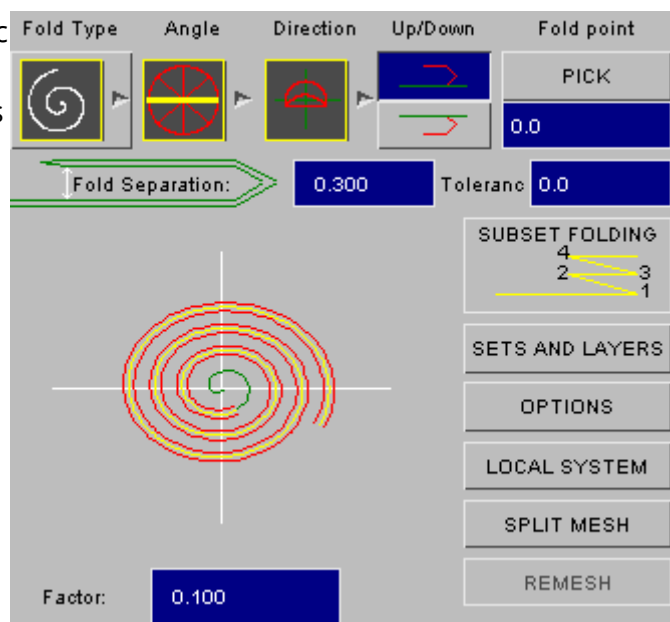 c
Fold Type Angle Direction Up/Down Fold point
PICK
s
0.0
Fold Separation: 0.300 Toleranc 0.0
SUBSET FOLDING
4
2 3
1
SETS AND LAYERS
OPTIONS
LOCAL SYSTEM
SPLIT MESH
REMESH
Factor: 0.100